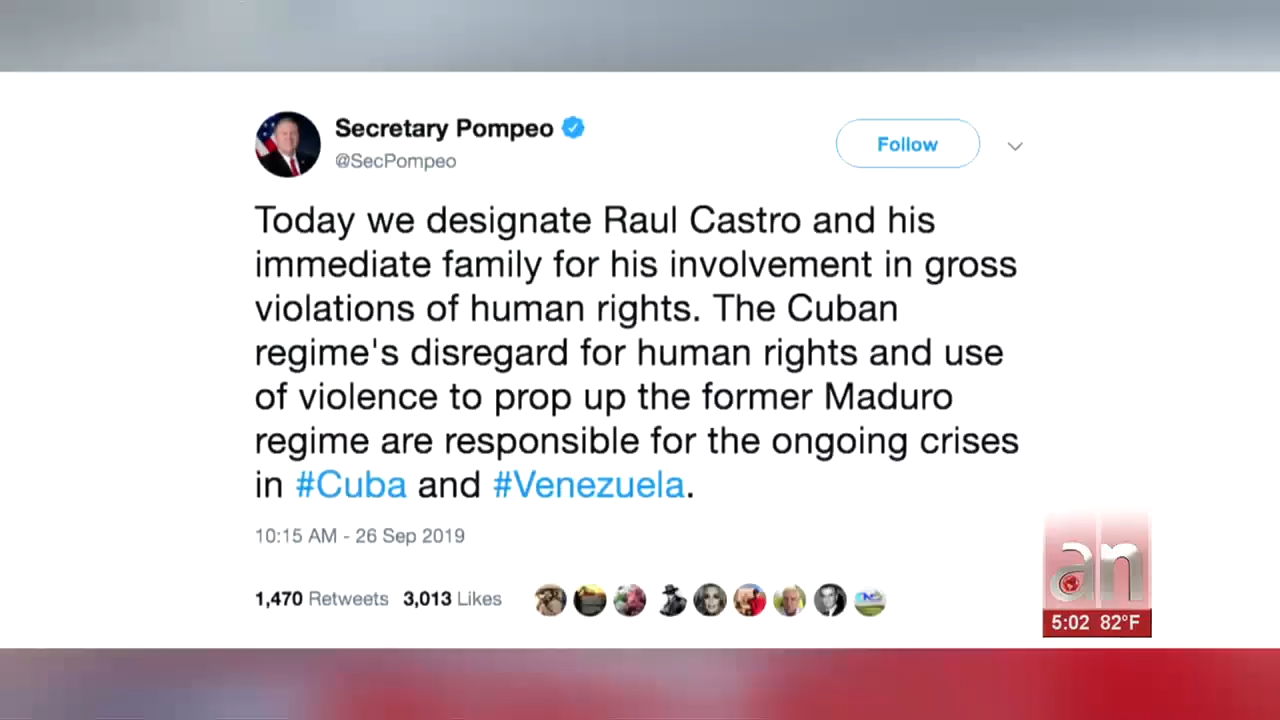 Secretary Pompeo
@SecPompeo
Follow
Today we designate Raul Castro and his
immediate family for his involvement in gross
violations of human rights. The Cuban
regime's disregard for human rights and use
of violence to prop up the former Maduro
regime are responsible for the ongoing crises
in #Cuba and #Venezuela.
10:15 AM - 26 Sep 2019
1,470 Retweets 3,013 Likes
an
5:02 82°F